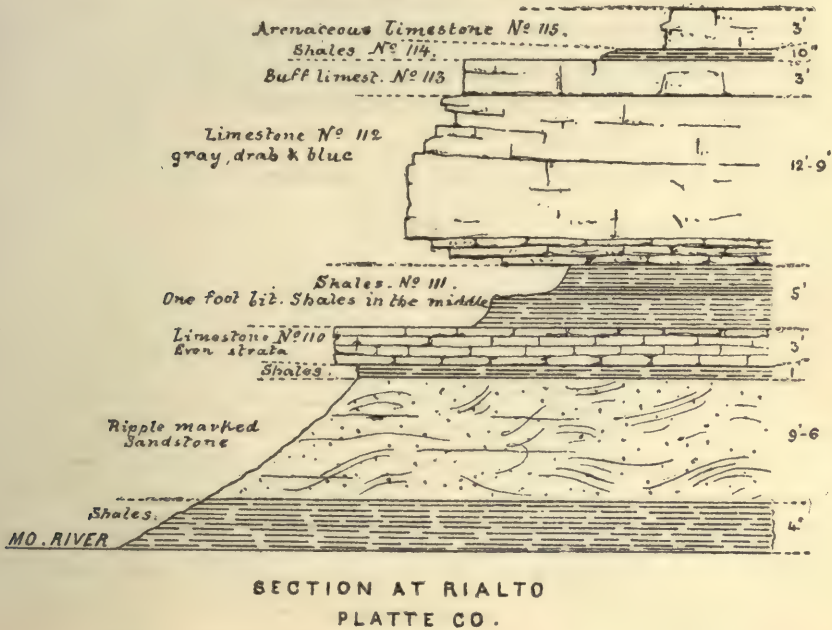 Arenaceous Limestone Nº 115.
3'
Shales Nº 114.
10"
Buff limest. Nº 113
3'
Limestone Nº 112
gray, drab & blue
12'-9"
Shales. Nº 111.
One foot bit. Shales in the middle
5'
Limestone Nº 110
Even strata
3'
Shales.
1'
Ripple marked
Sandstone
9'-6
Shales.
4'
MO. RIVER
SECTION AT RIALTO
PLATTE CO.